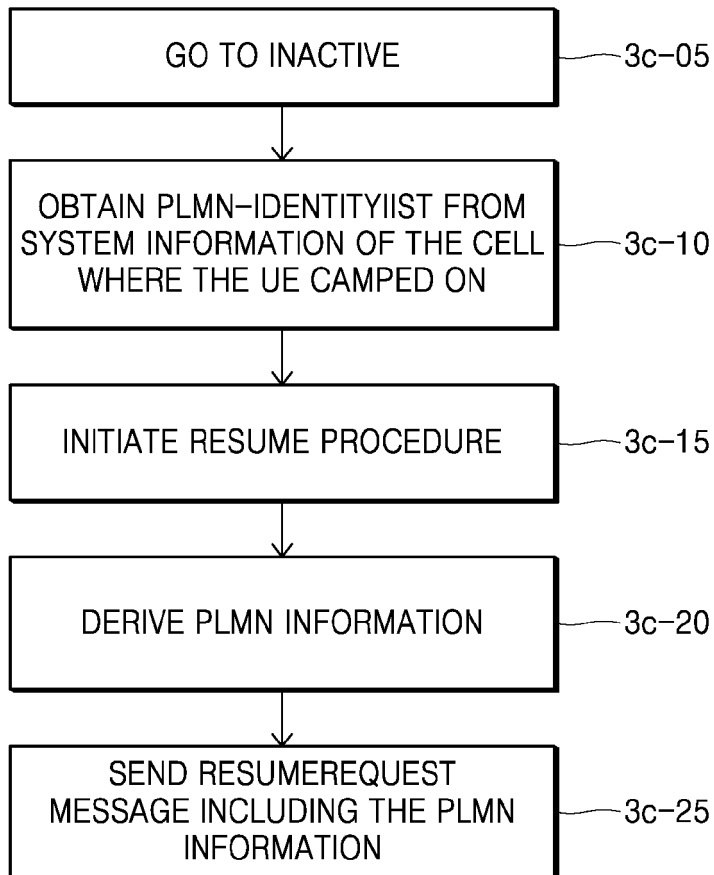 GO TO INACTIVE
3c-05
OBTAIN PLMN-IDENTITYIIST FROM
SYSTEM INFORMATION OF THE CELL
WHERE THE UE CAMPED ON
3c-10
INITIATE RESUME PROCEDURE
3c-15
DERIVE PLMN INFORMATION
3c-20
SEND RESUMEREQUEST
MESSAGE INCLUDING THE PLMN
INFORMATION
3c-25